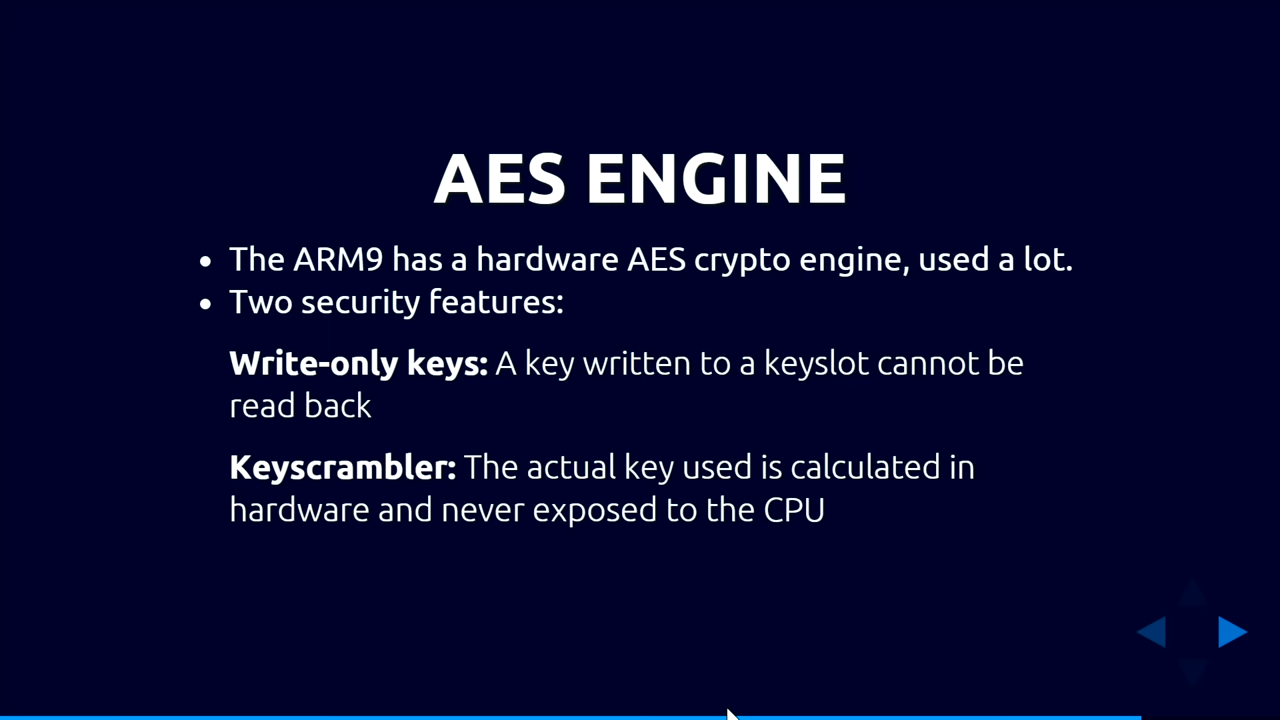 AES ENGINE
• The ARM9 has a hardware AES crypto engine, used a lot.
• Two security features:
Write-only keys: A key written to a keyslot cannot be
read back
Keyscrambler: The actual key used is calculated in
hardware and never exposed to the CPU